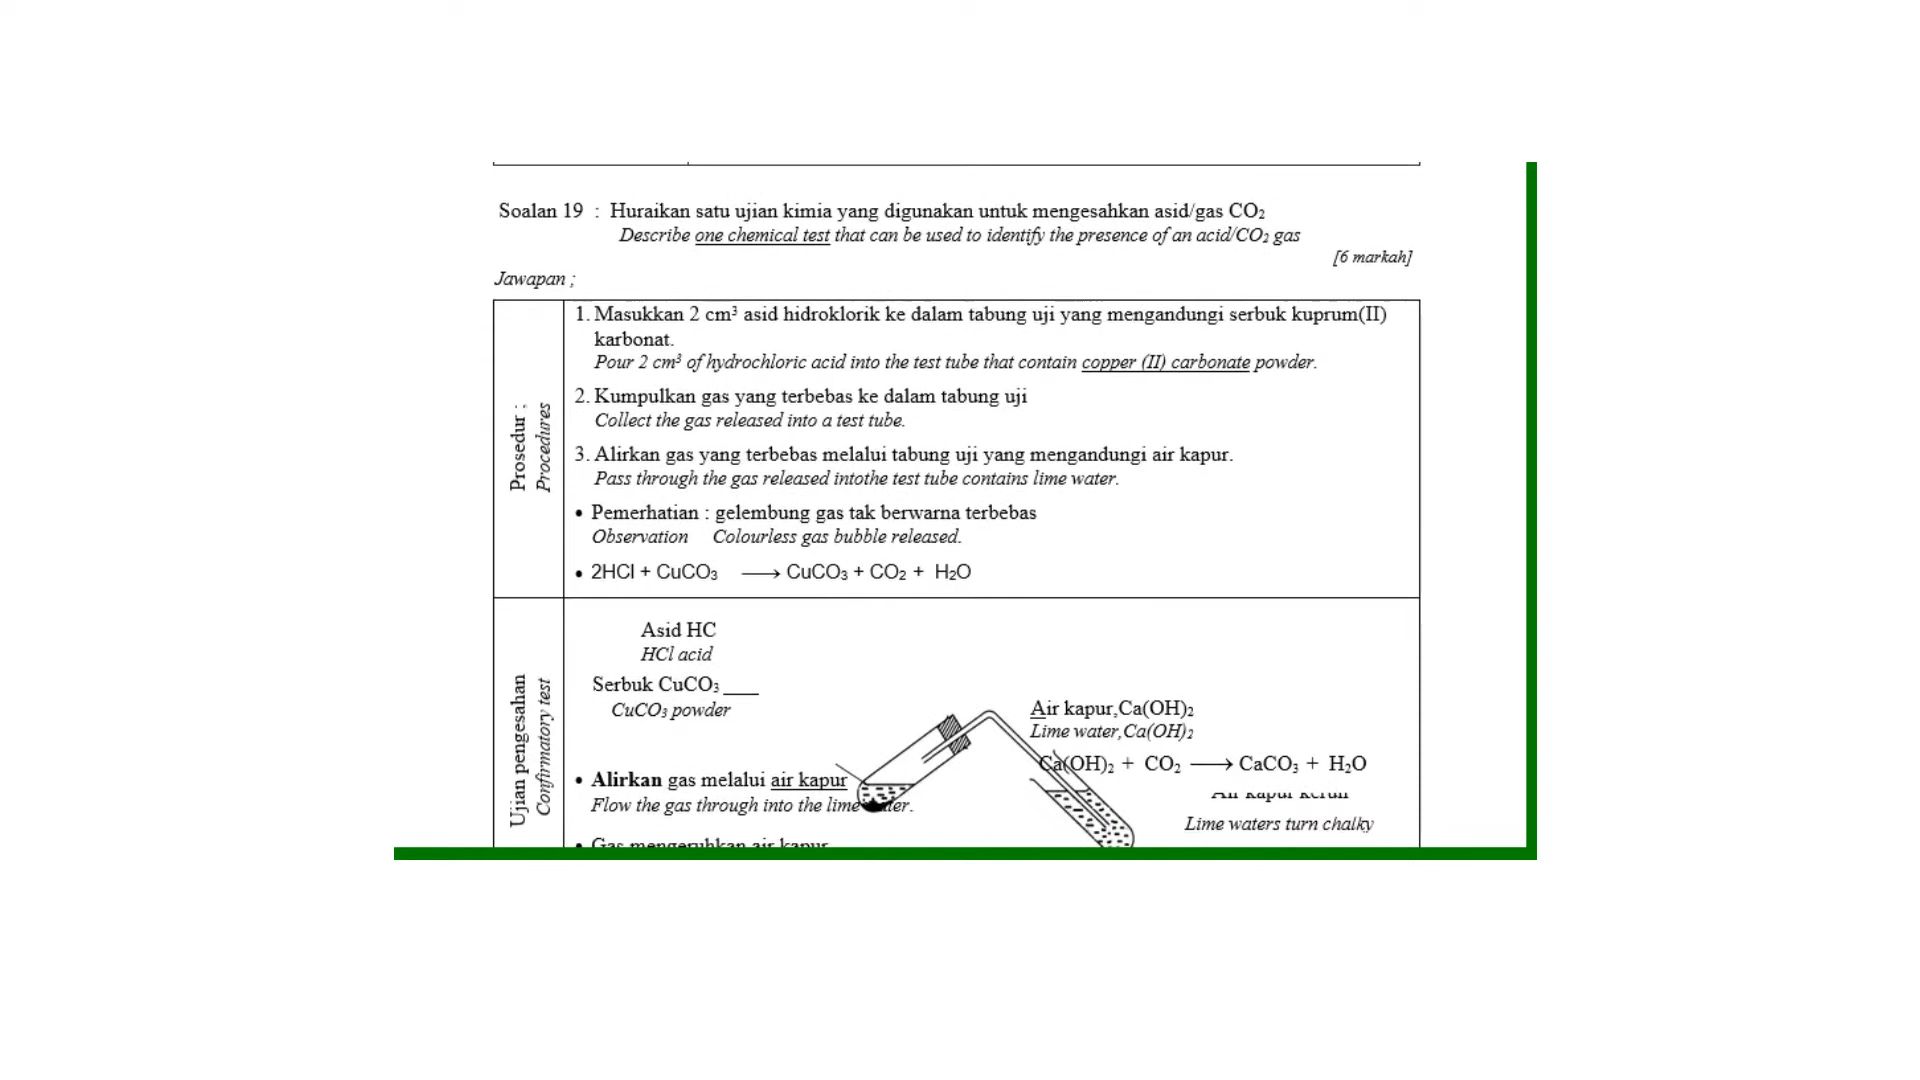 Soalan 19 : Huraikan satu ujian kimia yang digunakan untuk mengesahkan asid/gas CO₂
Describe one chemical test that can be used to identify the presence of an acid/CO₂ gas
[6 markah]
Jawapan ;
Prosedur ;
Procedures
1. Masukkan 2 cm³ asid hidroklorik ke dalam tabung uji yang mengandungi serbuk kuprum(II)
karbonat.
Pour 2 cm³ of hydrochloric acid into the test tube that contain copper (II) carbonate powder.
2. Kumpulkan gas yang terbebas ke dalam tabung uji
Collect the gas released into a test tube.
3. Alirkan gas yang terbebas melalui tabung uji yang mengandungi air kapur.
Pass through the gas released intothe test tube contains lime water.
• Pemerhatian : gelembung gas tak berwarna terbebas
Observation Colourless gas bubble released.
• 2HCl + CuCO₃ ⟶ CuCO₃ + CO₂ + H₂O
Ujian pengesahan
Confirmatory test
Asid HC
HCl acid
Serbuk CuCO₃
CuCO₃ powder
Air kapur,Ca(OH)₂
Lime water,Ca(OH)₂
Ca(OH)₂ + CO₂ ⟶ CaCO₃ + H₂O
Air kapur keruh
Lime waters turn chalky
• Alirkan gas melalui air kapur
Flow the gas through into the lime water.
• Gas mengeruhkan air kapur